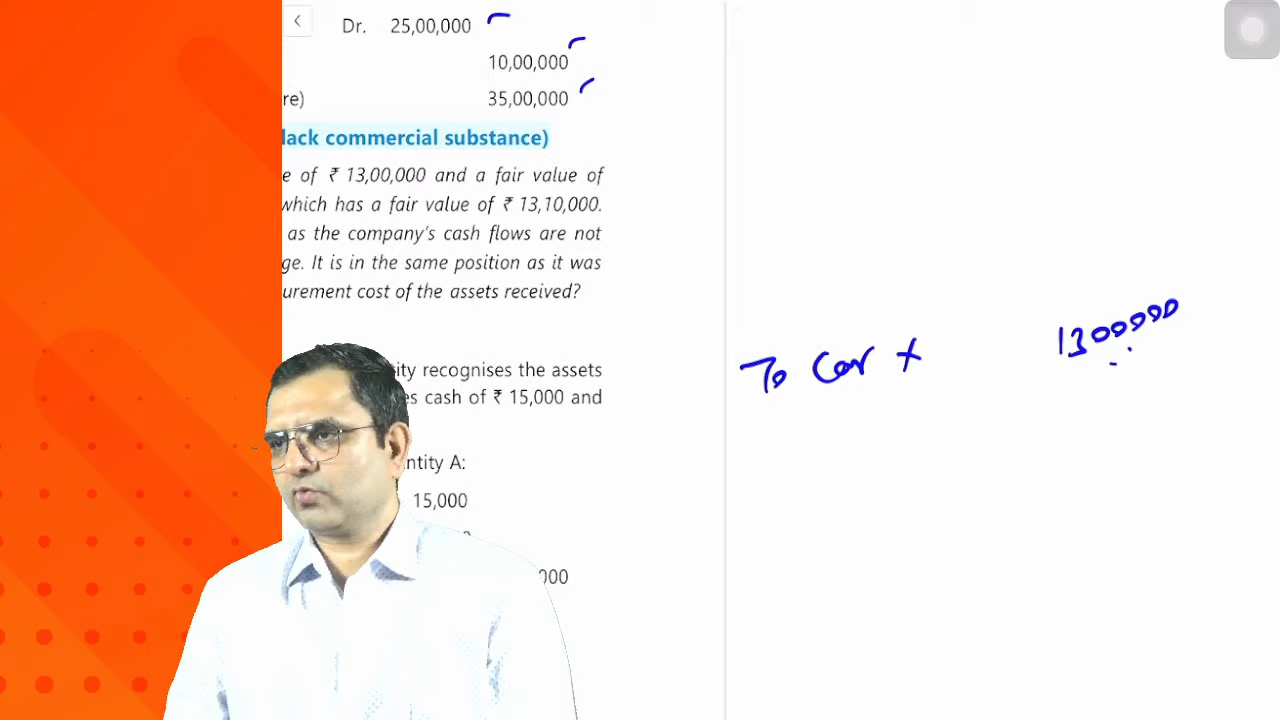 Dr. 25,00,000
10,00,000
re) 35,00,000
lack commercial substance)
e of ₹ 13,00,000 and a fair value of
which has a fair value of ₹ 13,10,000.
as the company's cash flows are not
ge. It is in the same position as it was
urement cost of the assets received?
ity recognises the assets
es cash of ₹ 15,000 and
ntity A:
15,000
000
To Car X 1300000